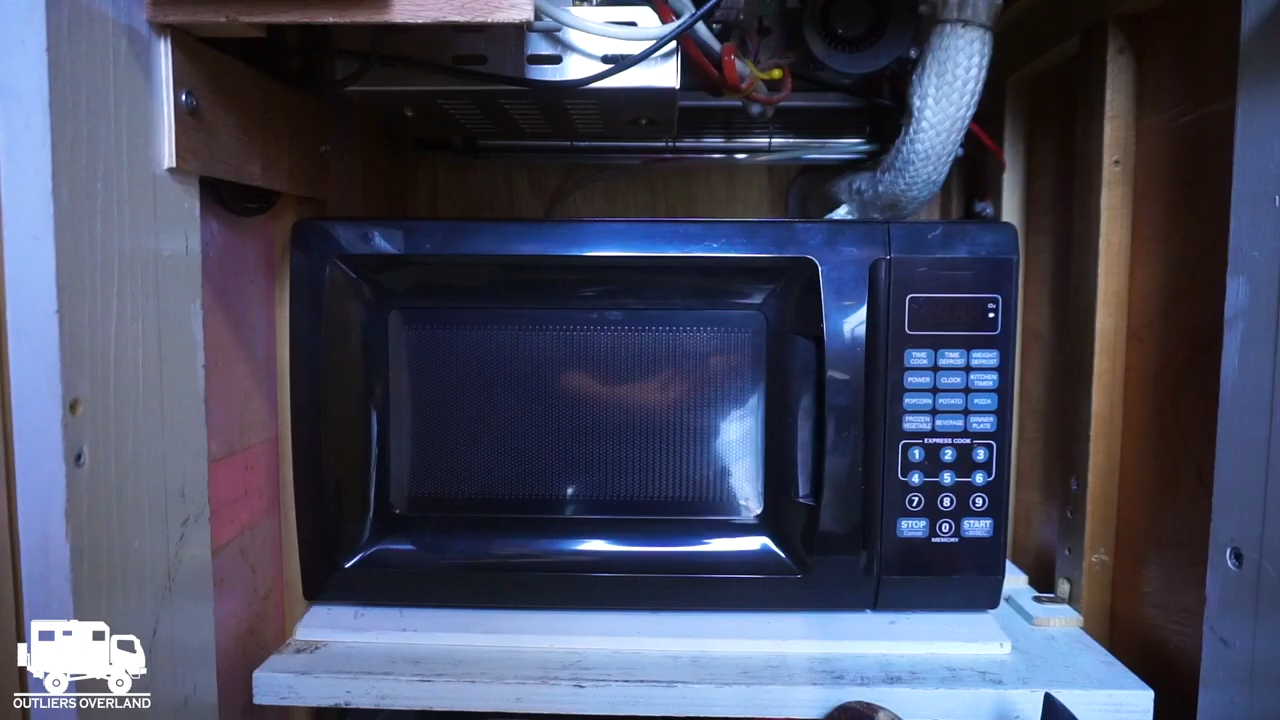 TIME COOK
TIME DEFROST
WEIGHT DEFROST
POWER
CLOCK
KITCHEN TIMER
POPCORN
POTATO
PIZZA
FROZEN VEGETABLE
BEVERAGE
DINNER PLATE
EXPRESS COOK
1 2 3
4 5 6
7 8 9
STOP
Cancel
0
MEMORY
START
+30SEC.
OUTLIERS OVERLAND